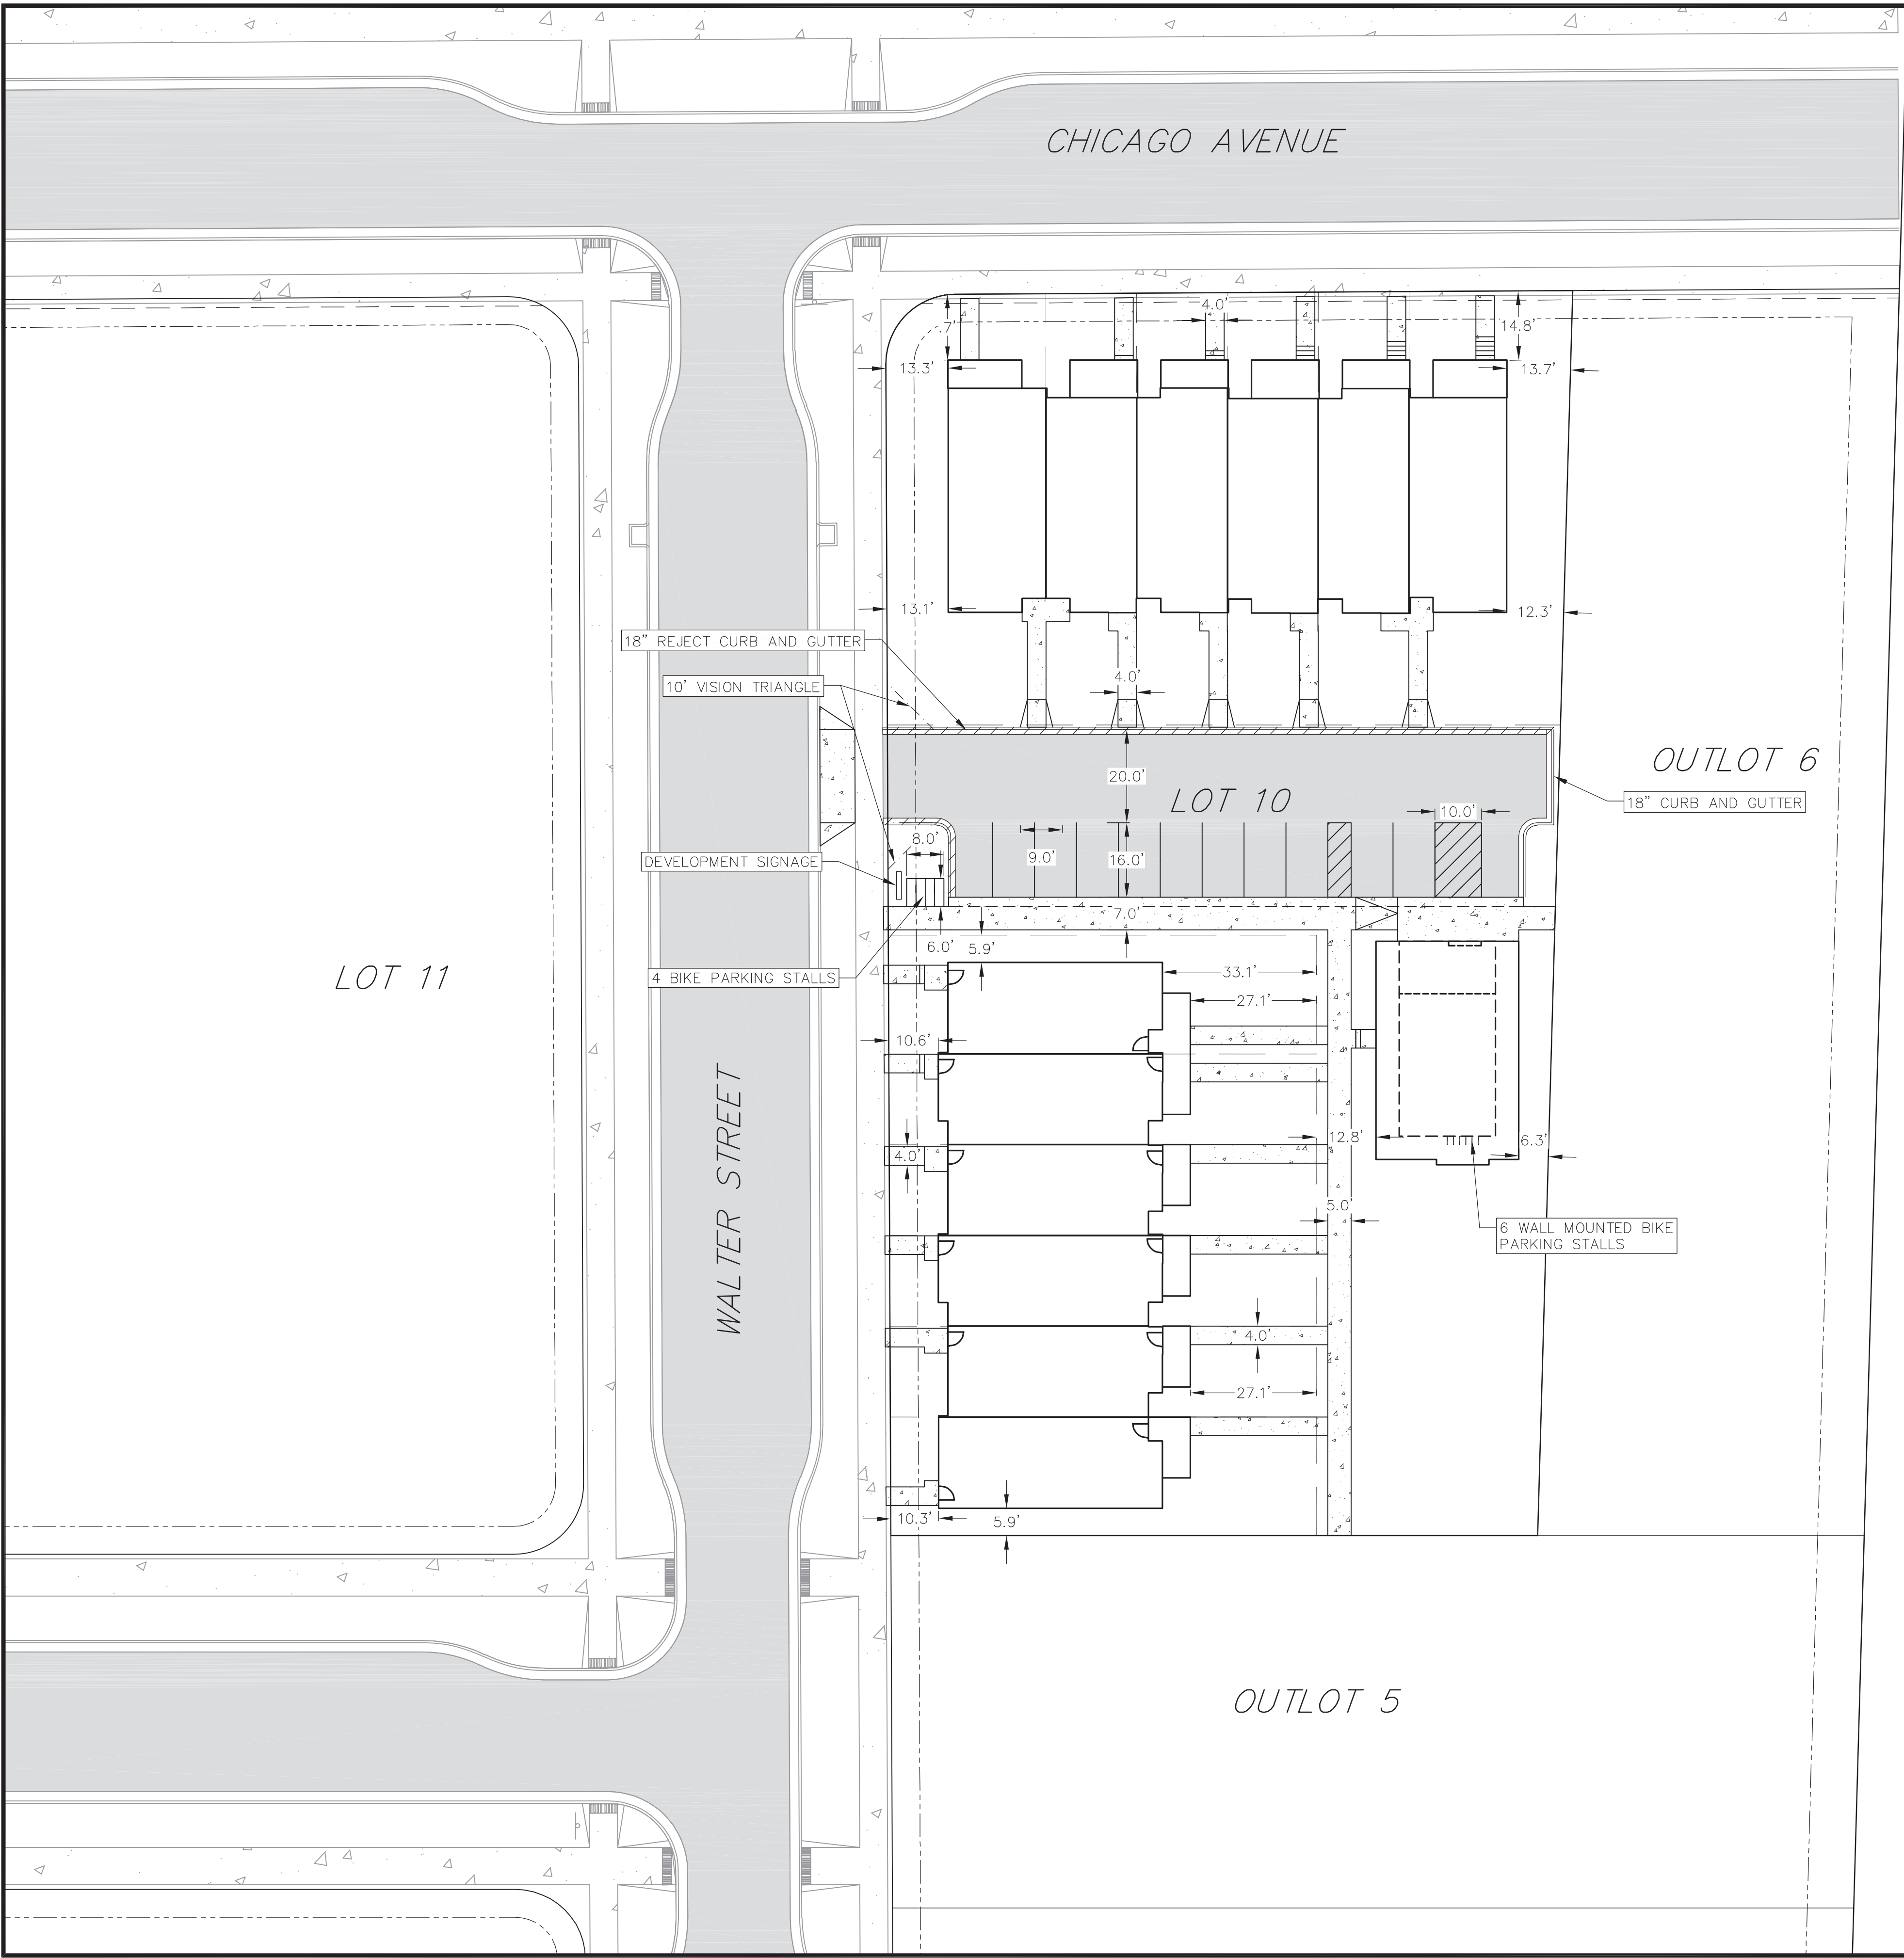 CHICAGO AVENUE
4.0'
7'
14.8'
13.3'
13.7'
13.1'
12.3'
18" REJECT CURB AND GUTTER
10' VISION TRIANGLE
4.0'
OUTLOT 6
20.0'
LOT 10
18" CURB AND GUTTER
10.0'
8.0'
DEVELOPMENT SIGNAGE
9.0'
16.0'
7.0'
6.0'
5.9'
4 BIKE PARKING STALLS
LOT 11
33.1'
27.1'
10.6'
WALTER STREET
12.8'
6.3'
4.0'
5.0'
6 WALL MOUNTED BIKE
PARKING STALLS
4.0'
27.1'
10.3'
5.9'
OUTLOT 5